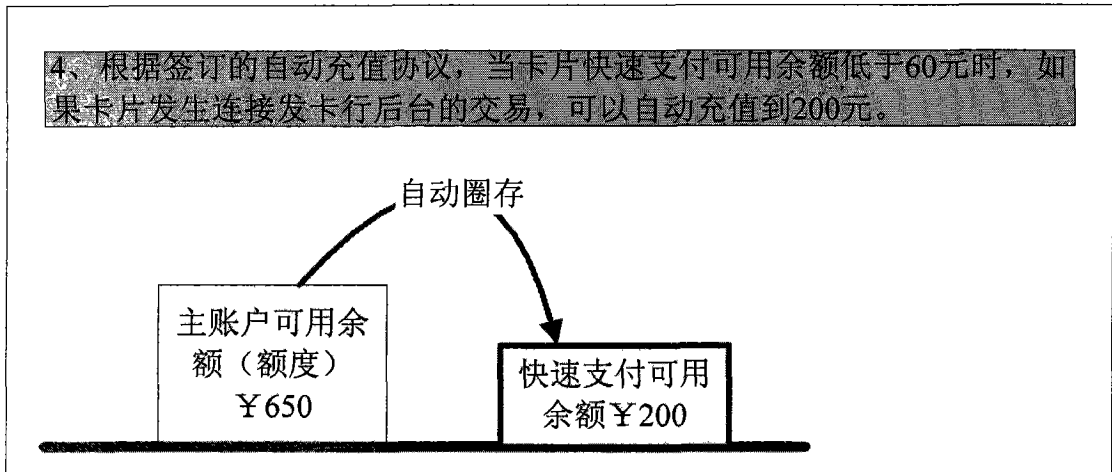 4、根据签订的自动充值协议，当卡片快速支付可用余额低于60元时，如
果卡片发生连接发卡行后台的交易，可以自动充值到200元。
自动圈存
主账户可用余
额（额度）
￥650
快速支付可用
余额￥200